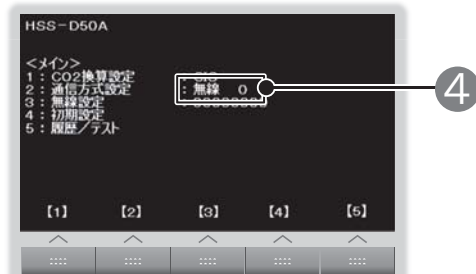 HSS-D50A
<メイン>
1：CO2換算設定
2：通信方式設定 ：無線 0
3：無線設定
4：初期設定
5：履歴／テスト
4
【1】 【2】 【3】 【4】 【5】